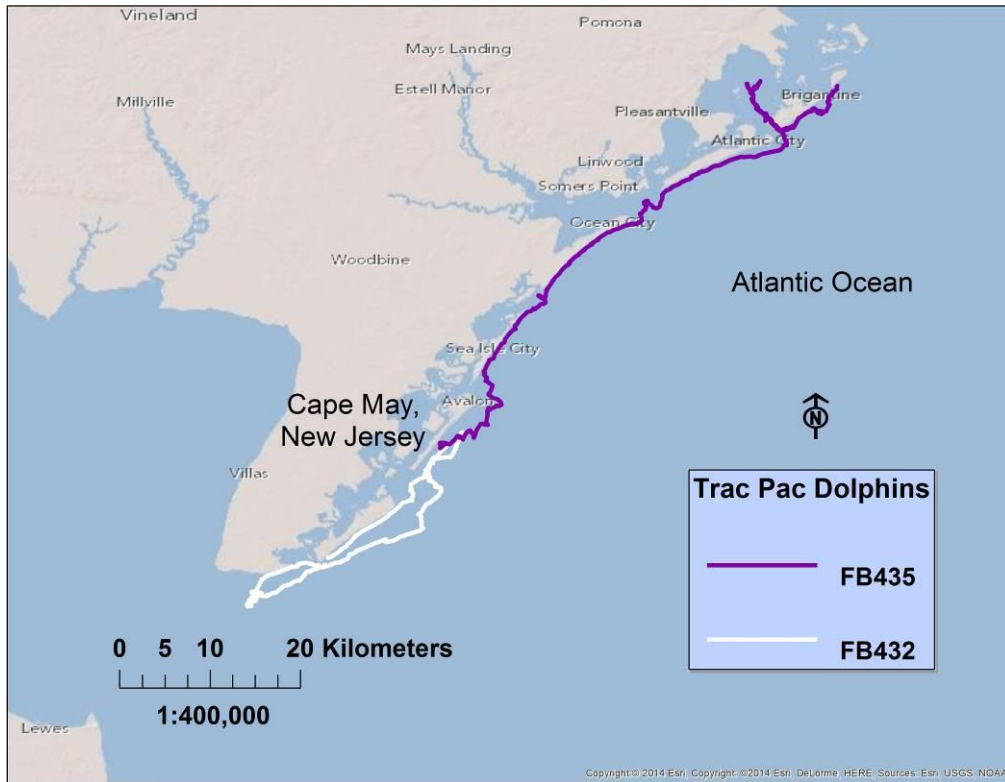 Vineland
Pomona
Mays Landing
Estell Manor
Millville
Brigantine
Pleasantville
Atlantic City
Linwood
Somers Point
Ocean City
Woodbine
Atlantic Ocean
Sea Isle City
Avalon
Cape May,
New Jersey
N
Villas
Trac Pac Dolphins
FB435
FB432
0 5 10 20 Kilometers
1:400,000
Lewes
Copyright:© 2014 Esri, Copyright: ©2014 Esri, DeLorme, HERE. Sources: Esri, USGS, NOAA